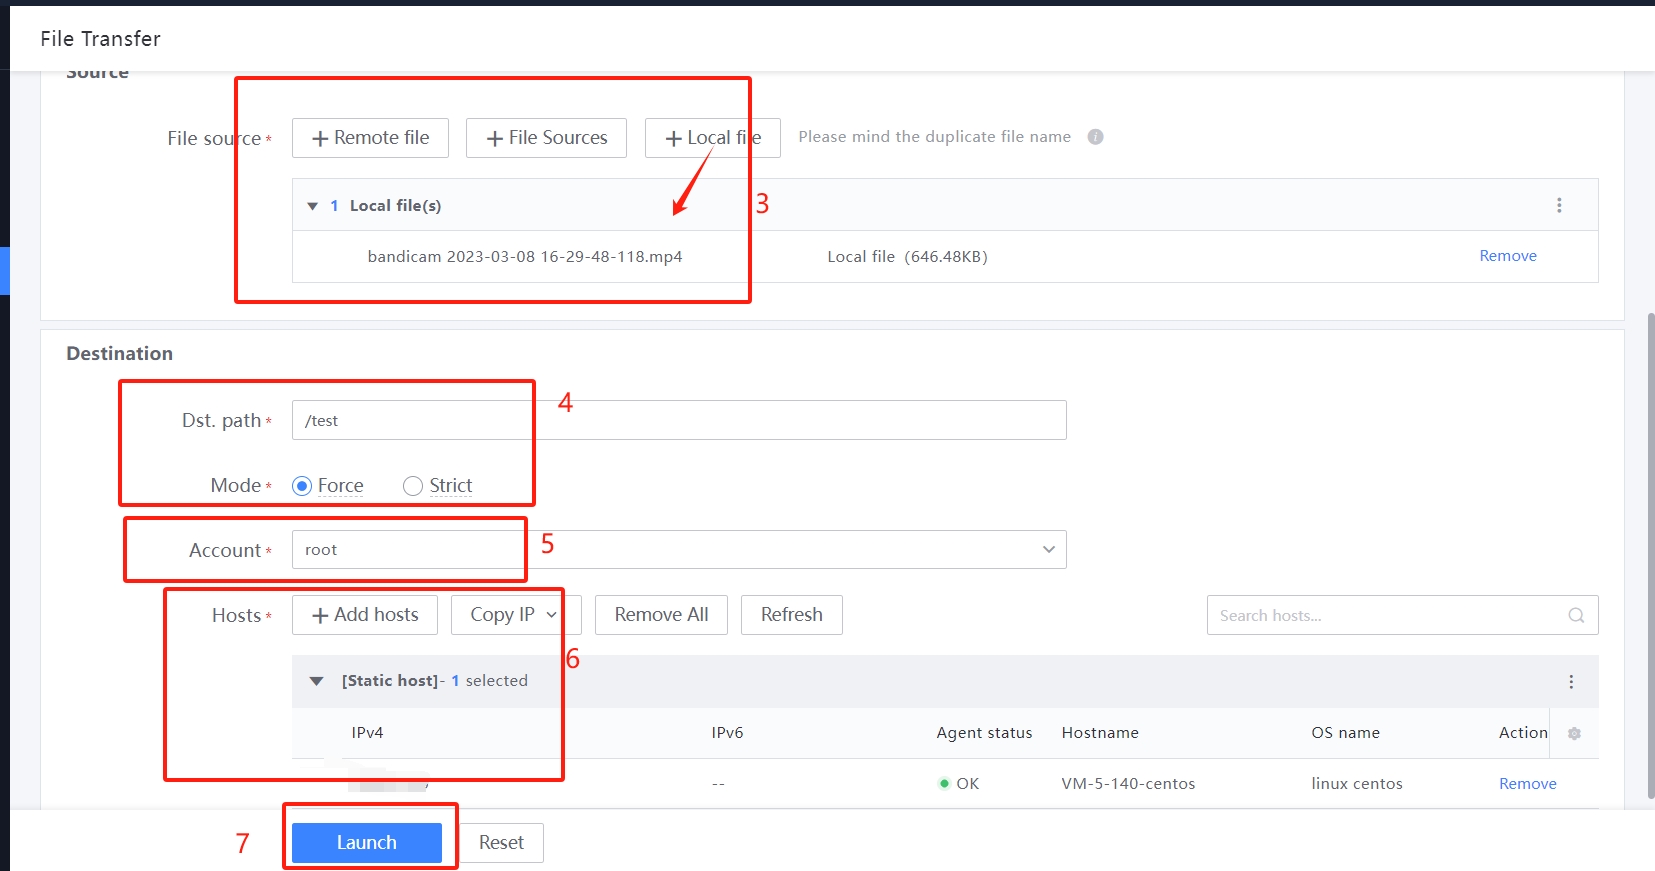 File Transfer
Source
File source * + Remote file + File Sources + Local file Please mind the duplicate file name
1 Local file(s) 3
bandicam 2023-03-08 16-29-48-118.mp4 Local file (646.48KB) Remove
Destination
4
Dst. path * /test
Mode * Force Strict
Account * root 5
Hosts * + Add hosts Copy IP Remove All Refresh Search hosts...
6
[Static host]- 1 selected
IPv4 IPv6 Agent status Hostname OS name Action
-- OK VM-5-140-centos linux centos Remove
7 Launch Reset